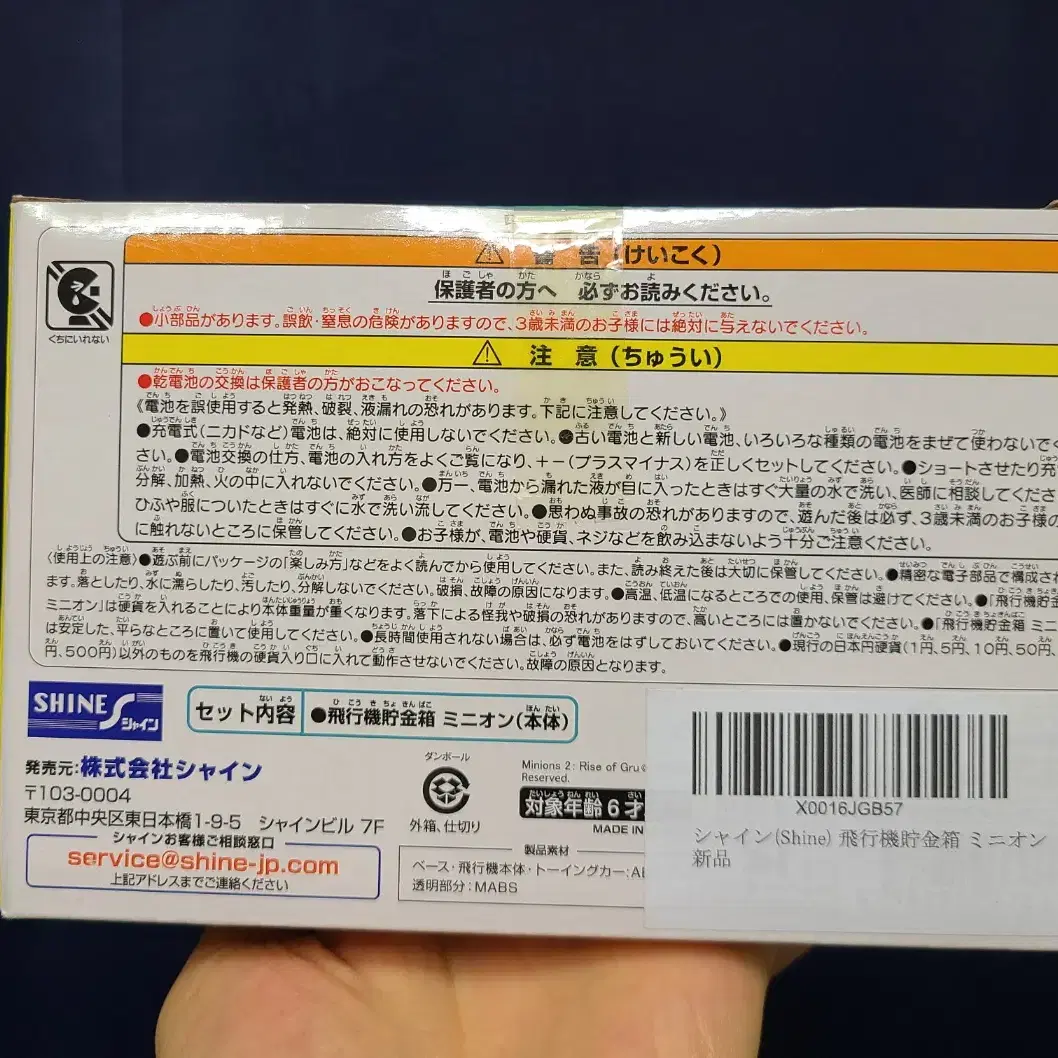 警 告 (けいこく)
保護者の方へ 必ずお読みください。
くちにいれない
●小部品があります。誤飲・窒息の危険がありますので、3歳未満のお子様には絶対に与えないでください。
注 意 (ちゅうい)
●乾電池の交換は保護者の方がおこなってください。
《電池を誤使用すると発熱、破裂、液漏れの恐れがあります。下記に注意してください。》
●充電式(ニカドなど)電池は、絶対に使用しないでください。●古い電池と新しい電池、いろいろな種類の電池をまぜて使わないで
さい。●電池交換の仕方、電池の入れ方をよくご覧になり、+-(プラスマイナス)を正しくセットしてください。●ショートさせたり充
分解、加熱、火の中に入れないでください。●万一、電池から漏れた液が目に入ったときはすぐ大量の水で洗い、医師に相談してくださ
ひふや服についたときはすぐに水で洗い流してください。●思わぬ事故の恐れがありますので、遊んだ後は必ず、3歳未満のお子様の
に触れないところに保管してください。●お子様が、電池や硬貨、ネジなどを飲み込まないよう十分ご注意ください。
〈使用上の注意〉●遊ぶ前にパッケージの「楽しみ方」などをよく読んでから使用してください。また、読み終えた後は大切に保管してください。●精密な電子部品で構成され
ます。落としたり、水に濡らしたり、汚したり、分解しないでください。破損、故障の原因になります。●高温、低温になるところでの使用、保管は避けてください。●「飛行機貯金
ミニオン」は硬貨を入れることにより本体重量が重くなります。落下による怪我や破損の恐れがありますので、高いところには置かないでください。●「飛行機貯金箱 ミニ
は安定した、平らなところに置いて使用してください。●長時間使用されない場合は、必ず電池をはずしておいてください。●現行の日本円硬貨(1円、5円、10円、50円、
円、500円)以外のものを飛行機の硬貨入り口に入れて動作させないでください。故障の原因となります。
SHINE シャイン
セット内容 ●飛行機貯金箱 ミニオン(本体)
発売元:株式会社シャイン
〒103-0004
東京都中央区東日本橋1-9-5 シャインビル 7F
シャインお客様ご相談窓口
service@shine-jp.com
上記アドレスまでご連絡ください
ダンボール
外箱、仕切り
Minions 2: Rise of Gru ©
Reserved.
対象年齢 6才
MADE IN
製品素材
ベース・飛行機本体・トーイングカー:A
透明部分:MABS
X0016JGB57
シャイン(Shine) 飛行機貯金箱 ミニオン
新品